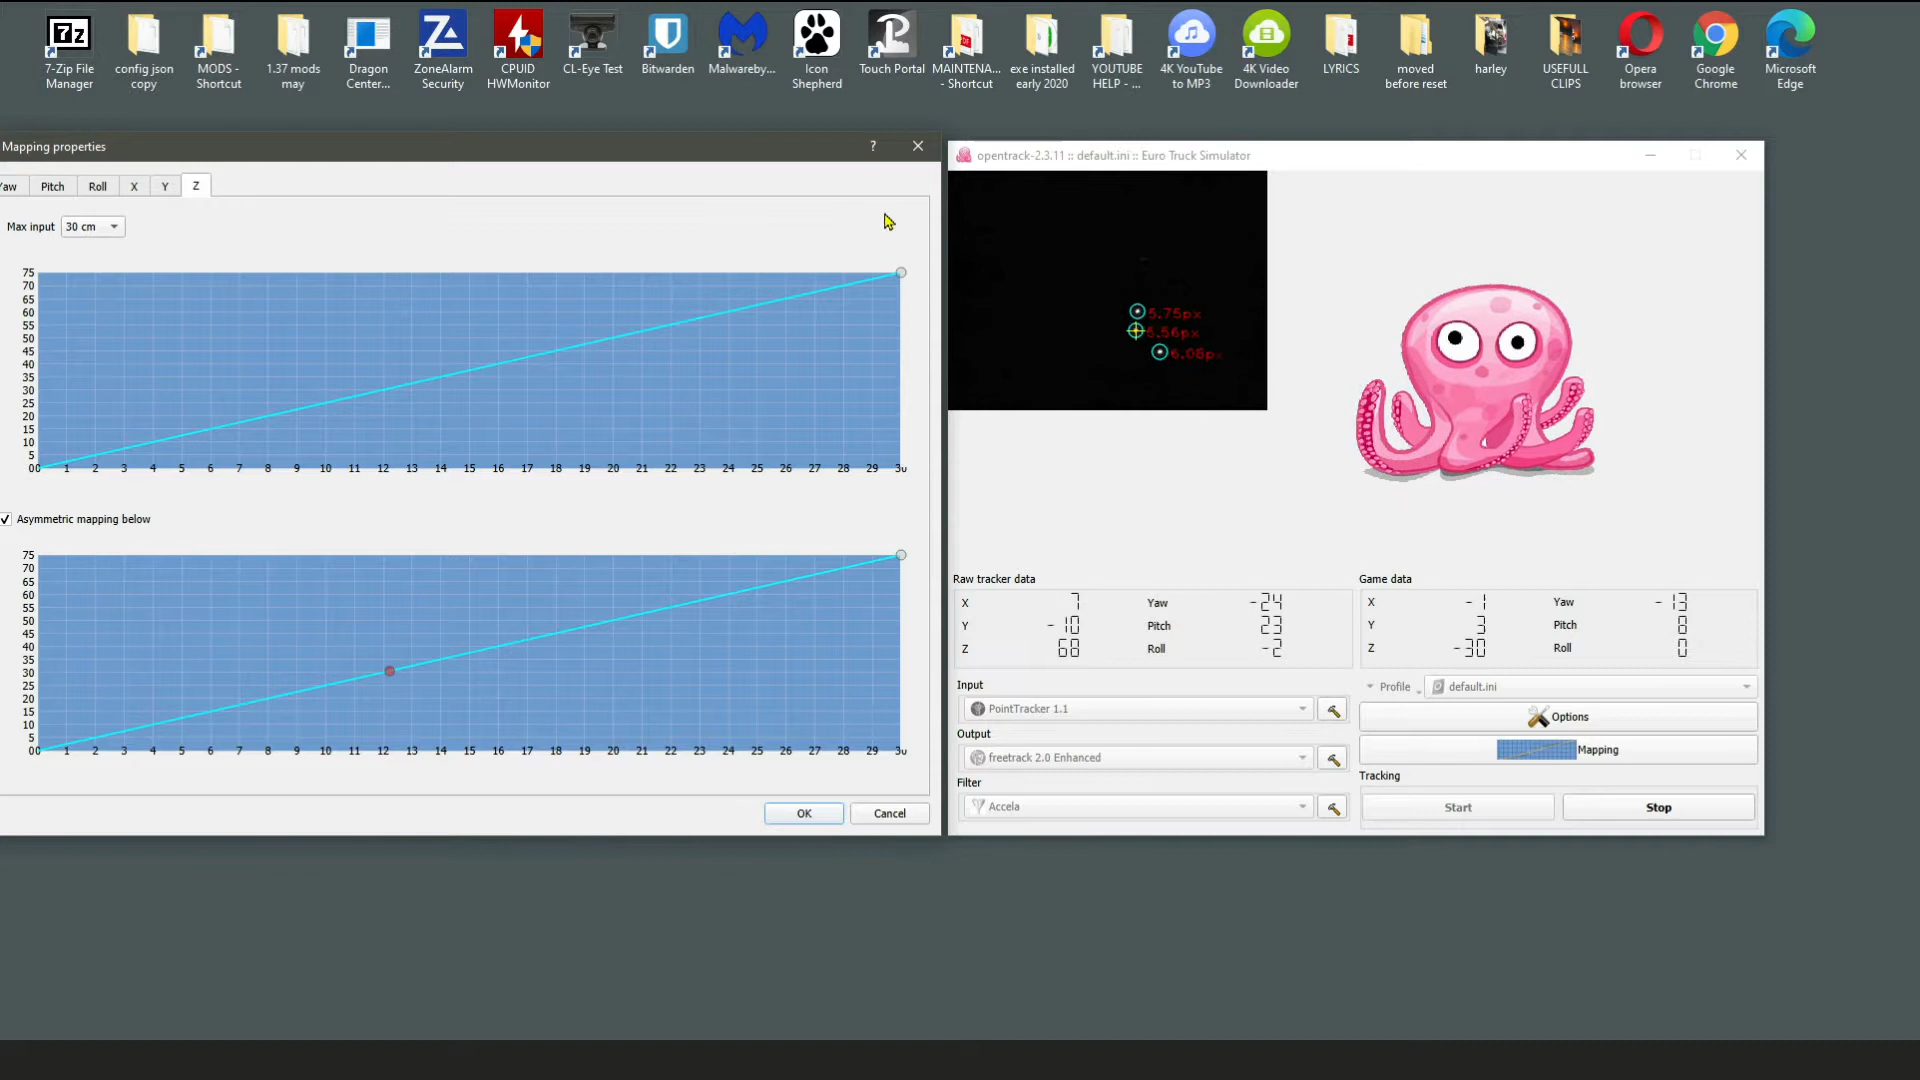 7-Zip File Manager
config json copy
MODS - Shortcut
1.37 mods may
Dragon Center...
ZoneAlarm Security
CPUID HWMonitor
CL-Eye Test
Bitwarden
Malwareby...
Icon Shepherd
Touch Portal
MAINTENA... - Shortcut
exe installed early 2020
YOUTUBE HELP - ...
4K YouTube to MP3
4K Video Downloader
LYRICS
moved before reset
harley
USEFULL CLIPS
Opera browser
Google Chrome
Microsoft Edge
Mapping properties
?
aw Pitch Roll X Y Z
Max input 30 cm
75
70
65
60
55
50
45
40
35
30
25
20
15
10
5
00 1 2 3 4 5 6 7 8 9 10 11 12 13 14 15 16 17 18 19 20 21 22 23 24 25 26 27 28 29 30
Asymmetric mapping below
75
70
65
60
55
50
45
40
35
30
25
20
15
10
5
00 1 2 3 4 5 6 7 8 9 10 11 12 13 14 15 16 17 18 19 20 21 22 23 24 25 26 27 28 29 30
OK Cancel
opentrack-2.3.11 :: default.ini :: Euro Truck Simulator
5.75px
5.56px
6.08px
Raw tracker data
X 7 Yaw -24
Y -10 Pitch 23
Z 68 Roll -2
Game data
X -1 Yaw -13
Y 3 Pitch 8
Z -30 Roll 0
Input
PointTracker 1.1
Output
freetrack 2.0 Enhanced
Filter
Accela
Profile default.ini
Options
Mapping
Tracking
Start Stop